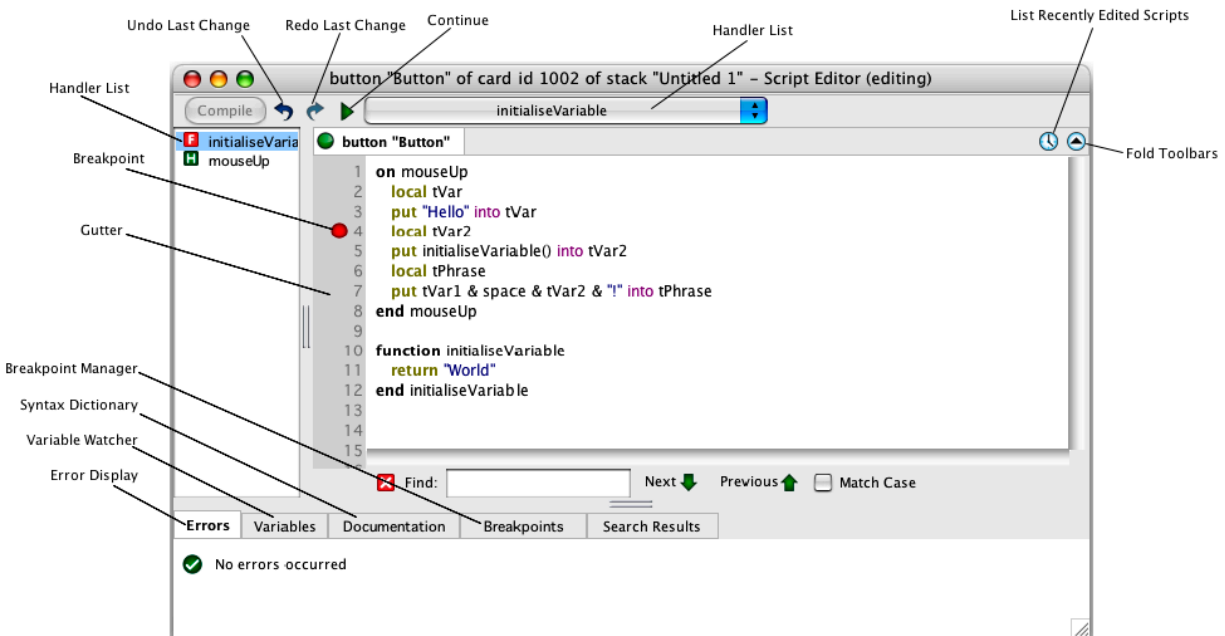 List Recently Edited Scripts
Undo Last Change
Redo Last Change
Continue
Handler List
Handler List
button "Button" of card id 1002 of stack "Untitled 1" – Script Editor (editing)
Compile
initialiseVariable
F initialiseVaria
H mouseUp
button "Button"
Fold Toolbars
Breakpoint
Gutter
1 on mouseUp
2 local tVar
3 put "Hello" into tVar
4 local tVar2
5 put initialiseVariable() into tVar2
6 local tPhrase
7 put tVar1 & space & tVar2 & "!" into tPhrase
8 end mouseUp
9
10 function initialiseVariable
11 return "World"
12 end initialiseVariable
13
14
15
Breakpoint Manager
Syntax Dictionary
Variable Watcher
Error Display
Find:
Next
Previous
Match Case
Errors
Variables
Documentation
Breakpoints
Search Results
No errors occurred